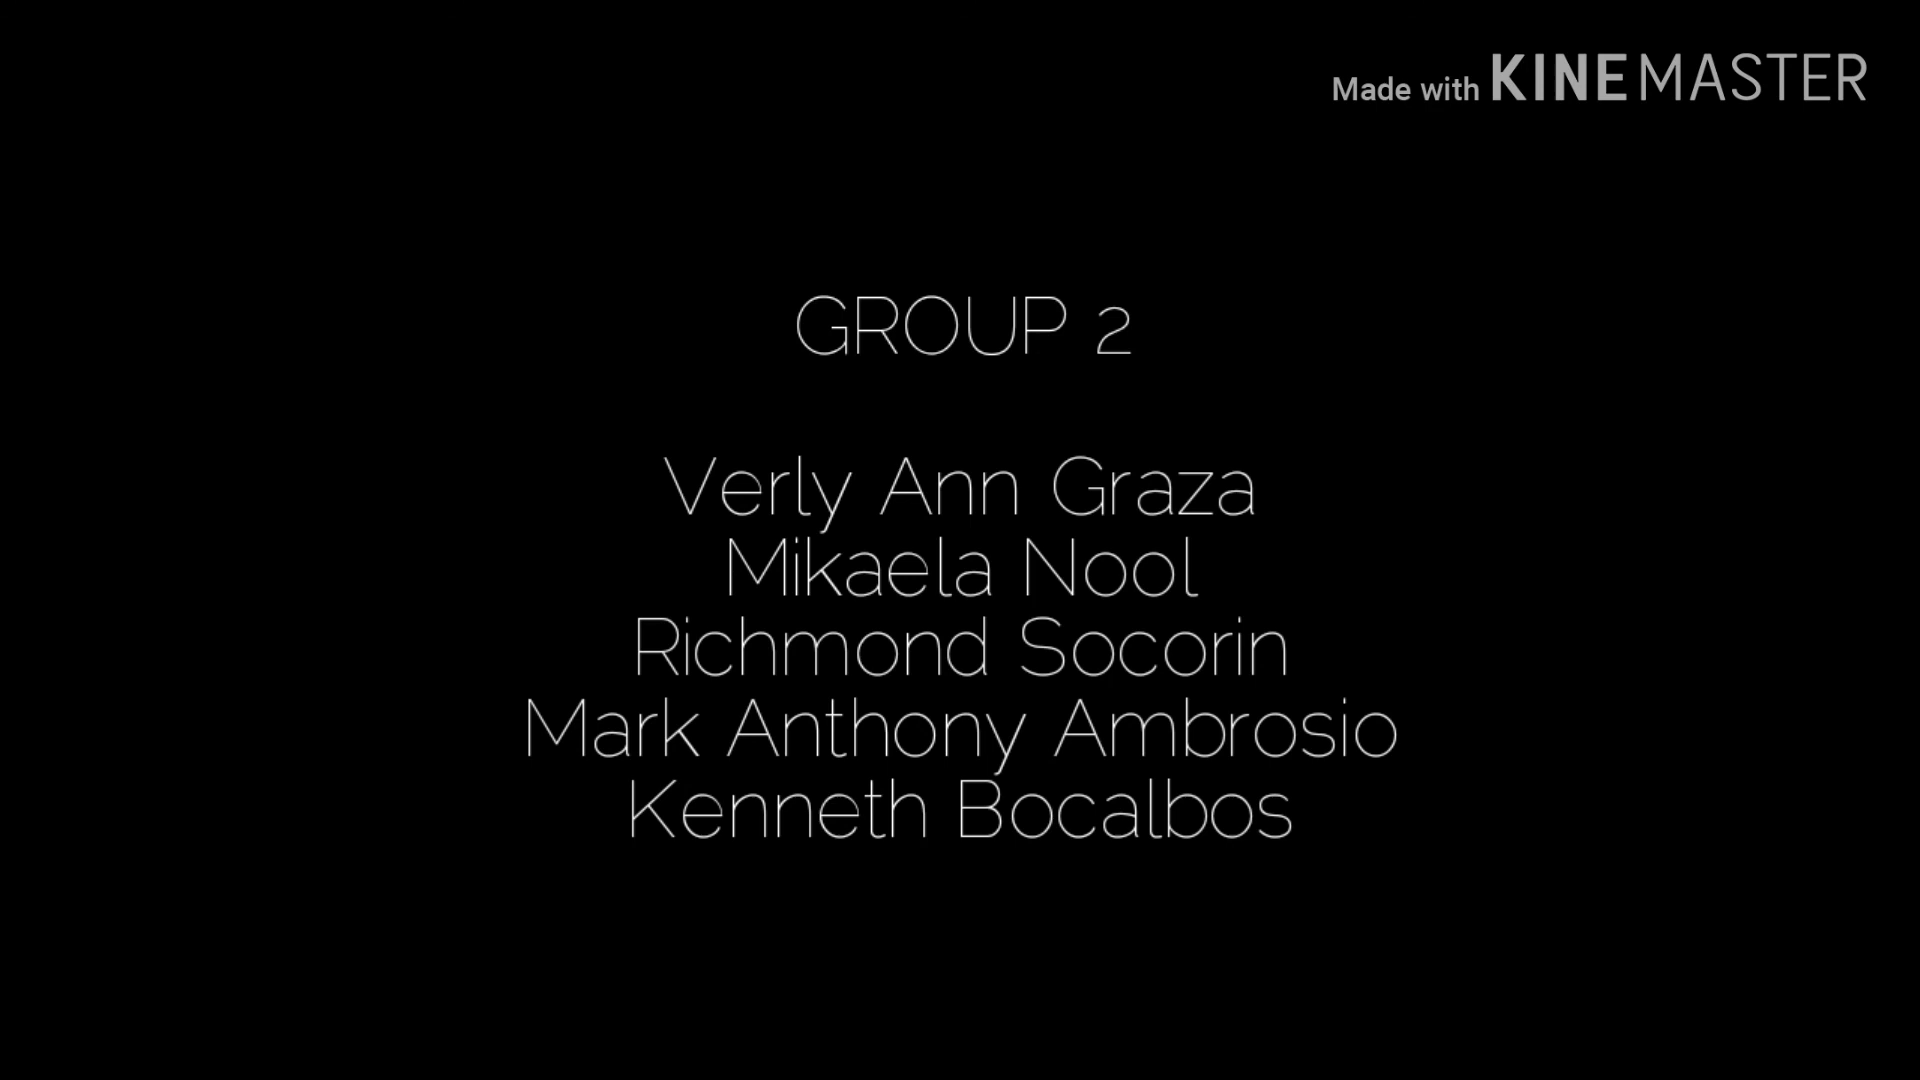 Made with KINEMASTER
GROUP 2
Verly Ann Graza
Mikaela Nool
Richmond Socorin
Mark Anthony Ambrosio
Kenneth Bocalbos